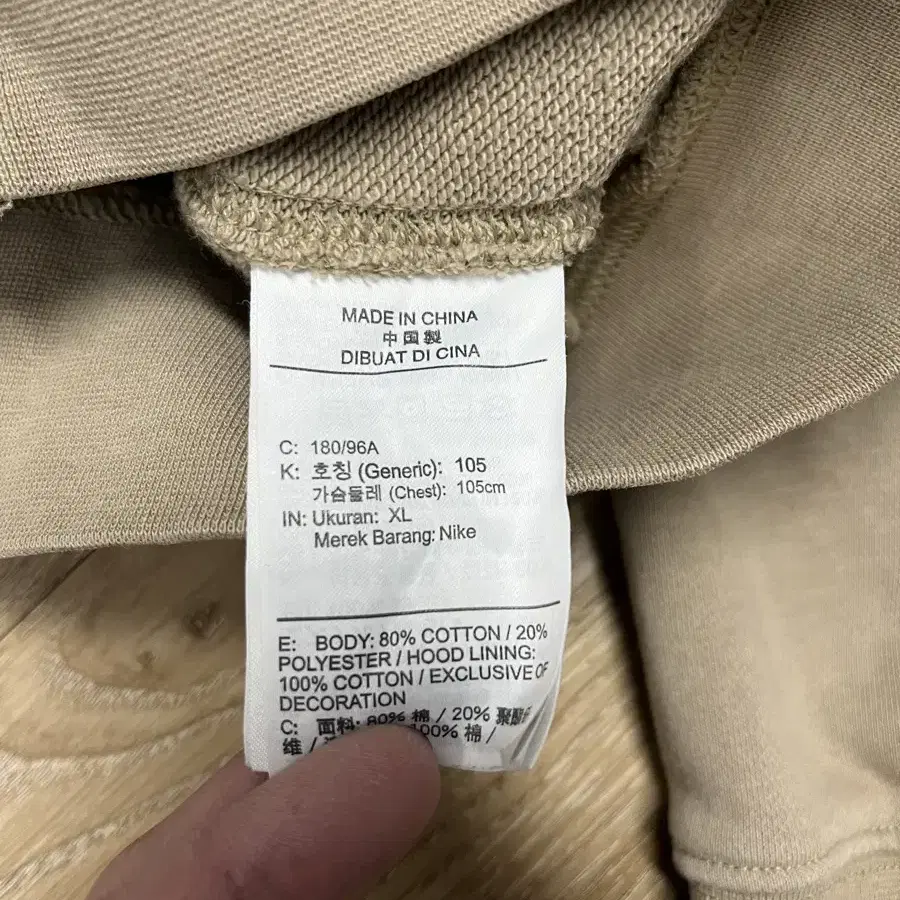 MADE IN CHINA
中国製
DIBUAT DI CINA
C: 180/96A
K: 호칭 (Generic): 105
가슴둘레 (Chest): 105cm
IN: Ukuran: XL
Merek Barang: Nike
E: BODY: 80% COTTON / 20%
POLYESTER / HOOD LINING:
100% COTTON / EXCLUSIVE OF
DECORATION
C: 面料: 80% 棉 / 20% 聚酯纤
维 / 100% 棉 /